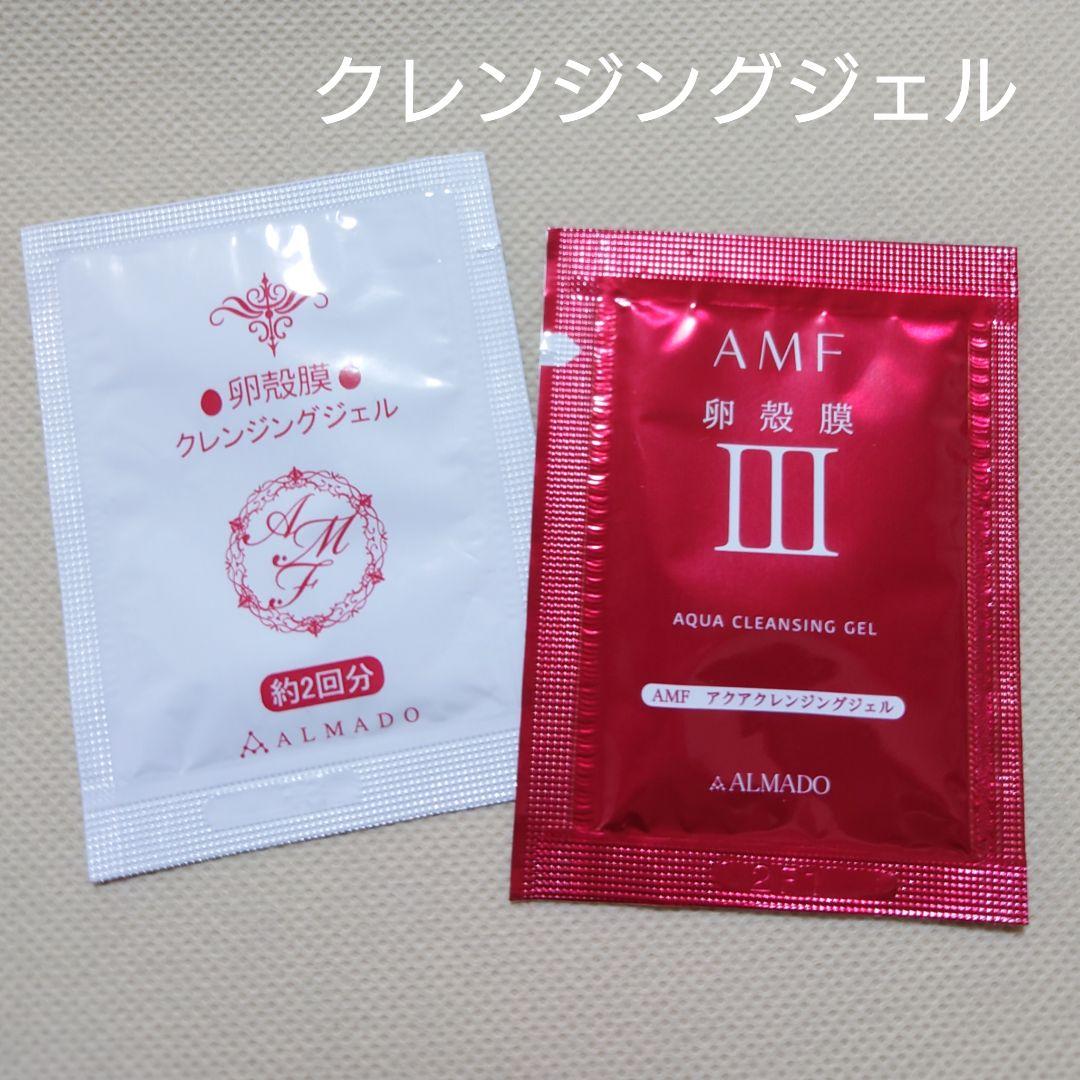 クレンジングジェル
卵殻膜
クレンジングジェル
AMF
約2回分
ALMADO
AMF
卵殻膜
III
AQUA CLEANSING GEL
AMF アクアクレンジングジェル
ALMADO